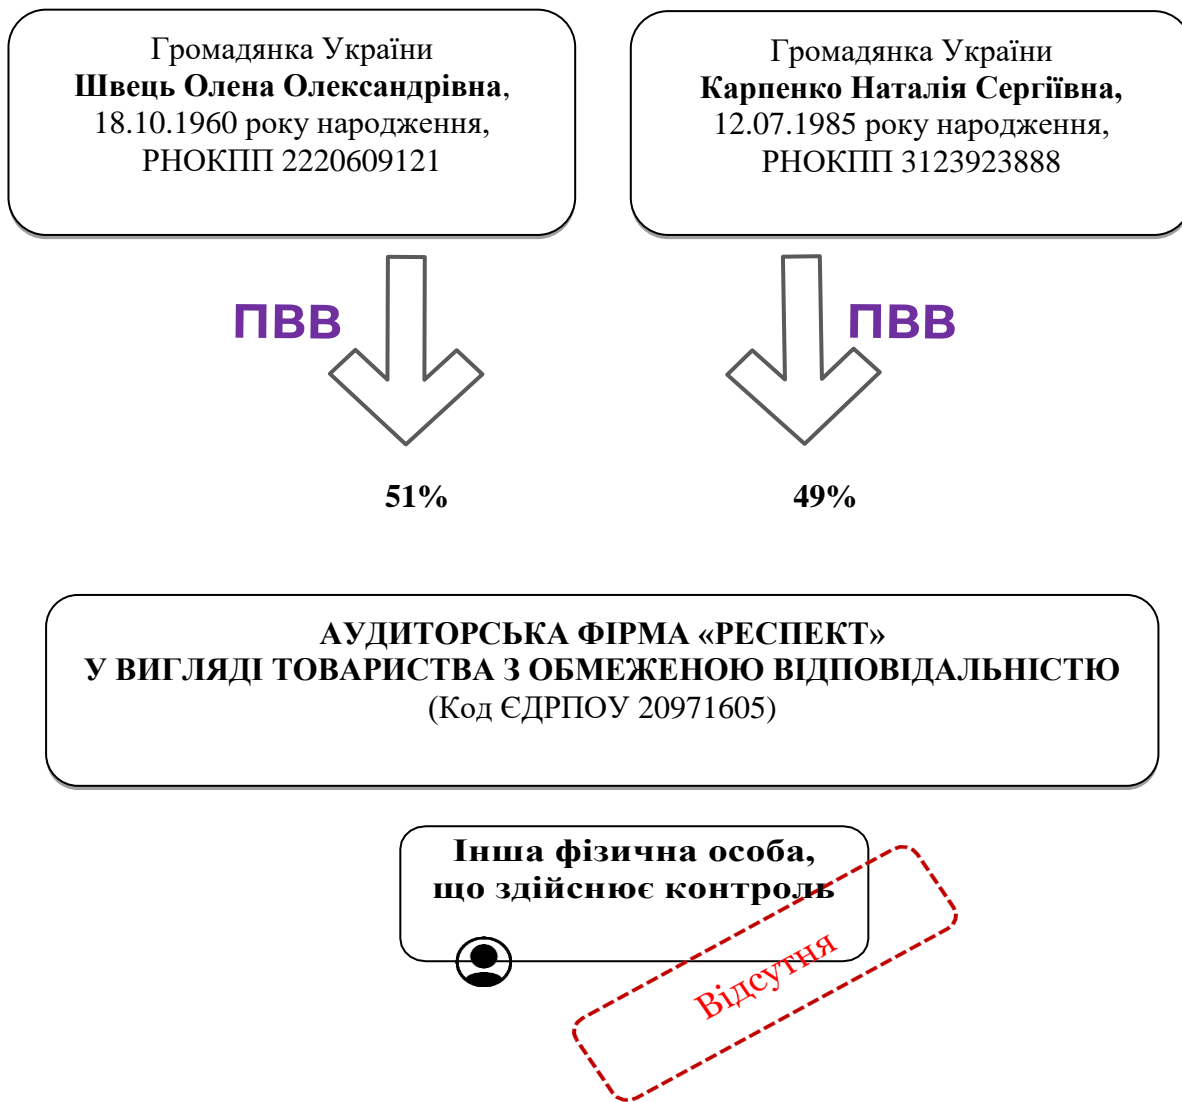 Громадянка України
Швець Олена Олександрівна,
18.10.1960 року народження,
РНОКПП 2220609121
Громадянка України
Карпенко Наталія Сергіївна,
12.07.1985 року народження,
РНОКПП 3123923888
ПВВ
ПВВ
51%
49%
АУДИТОРСЬКА ФІРМА «РЕСПЕКТ»
У ВИГЛЯДІ ТОВАРИСТВА З ОБМЕЖЕНОЮ ВІДПОВІДАЛЬНІСТЮ
(Код ЄДРПОУ 20971605)
Інша фізична особа,
що здійснює контроль
Відсутня